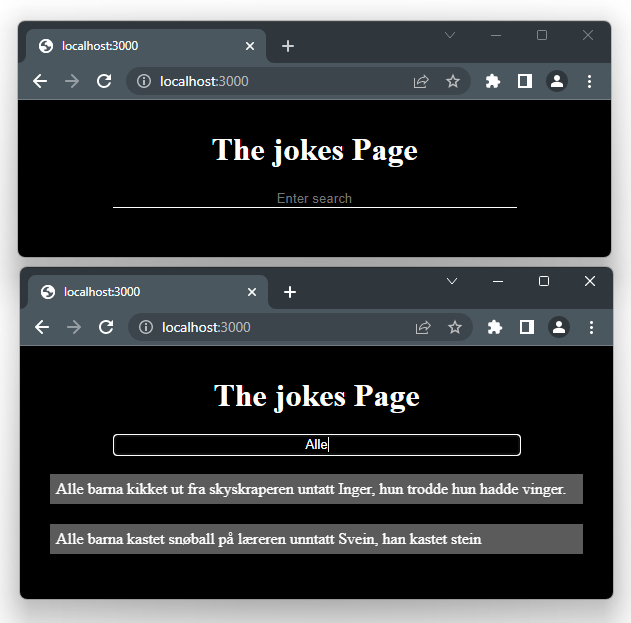 localhost:3000
localhost:3000
The jokes Page
Enter search
localhost:3000
localhost:3000
The jokes Page
Alle
Alle barna kikket ut fra skyskraperen untatt Inger, hun trodde hun hadde vinger.
Alle barna kastet snøball på læreren unntatt Svein, han kastet stein